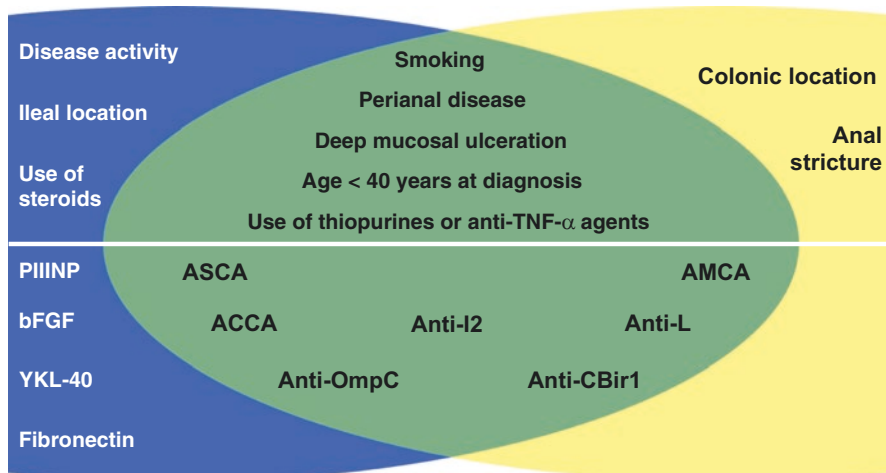 Disease activity
Ileal location
Use of
steroids
Smoking
Perianal disease
Deep mucosal ulceration
Age < 40 years at diagnosis
Use of thiopurines or anti-TNF-α agents
Colonic location
Anal
stricture
PIIINP
bFGF
YKL-40
Fibronectin
ASCA
AMCA
ACCA
Anti-I2
Anti-L
Anti-OmpC
Anti-CBir1